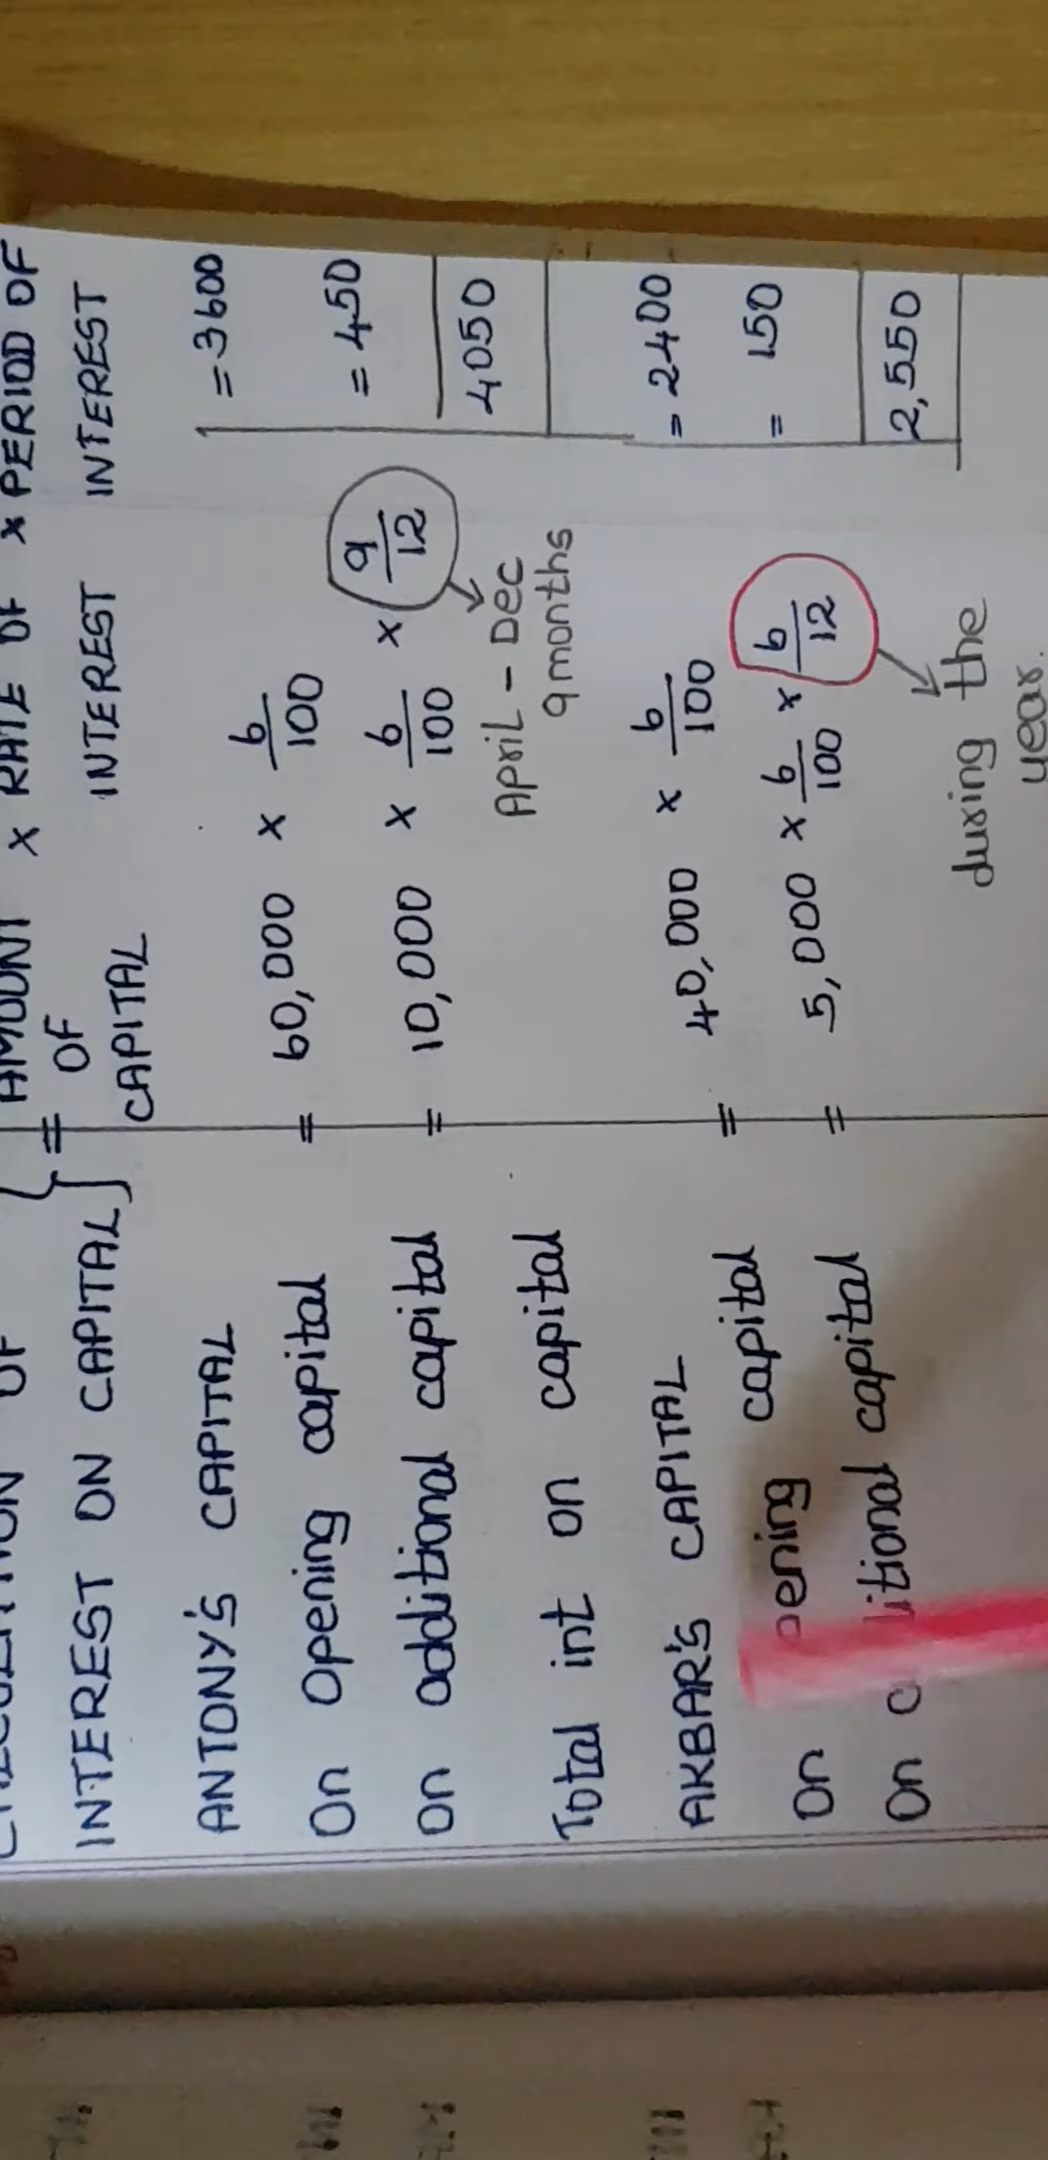 INTEREST ON CAPITAL } = AMOUNT OF CAPITAL x RATE OF INTEREST x PERIOD OF INTEREST
ANTONY'S CAPITAL
On opening capital = 60,000 x 6/100 = 3600
On additional capital = 10,000 x 6/100 x 9/12 = 450
April - Dec
9 months
Total int on capital 4050
AKBAR'S CAPITAL
On opening capital = 40,000 x 6/100 = 2400
On additional capital = 5,000 x 6/100 x 6/12 = 150
2,550
during the
year.